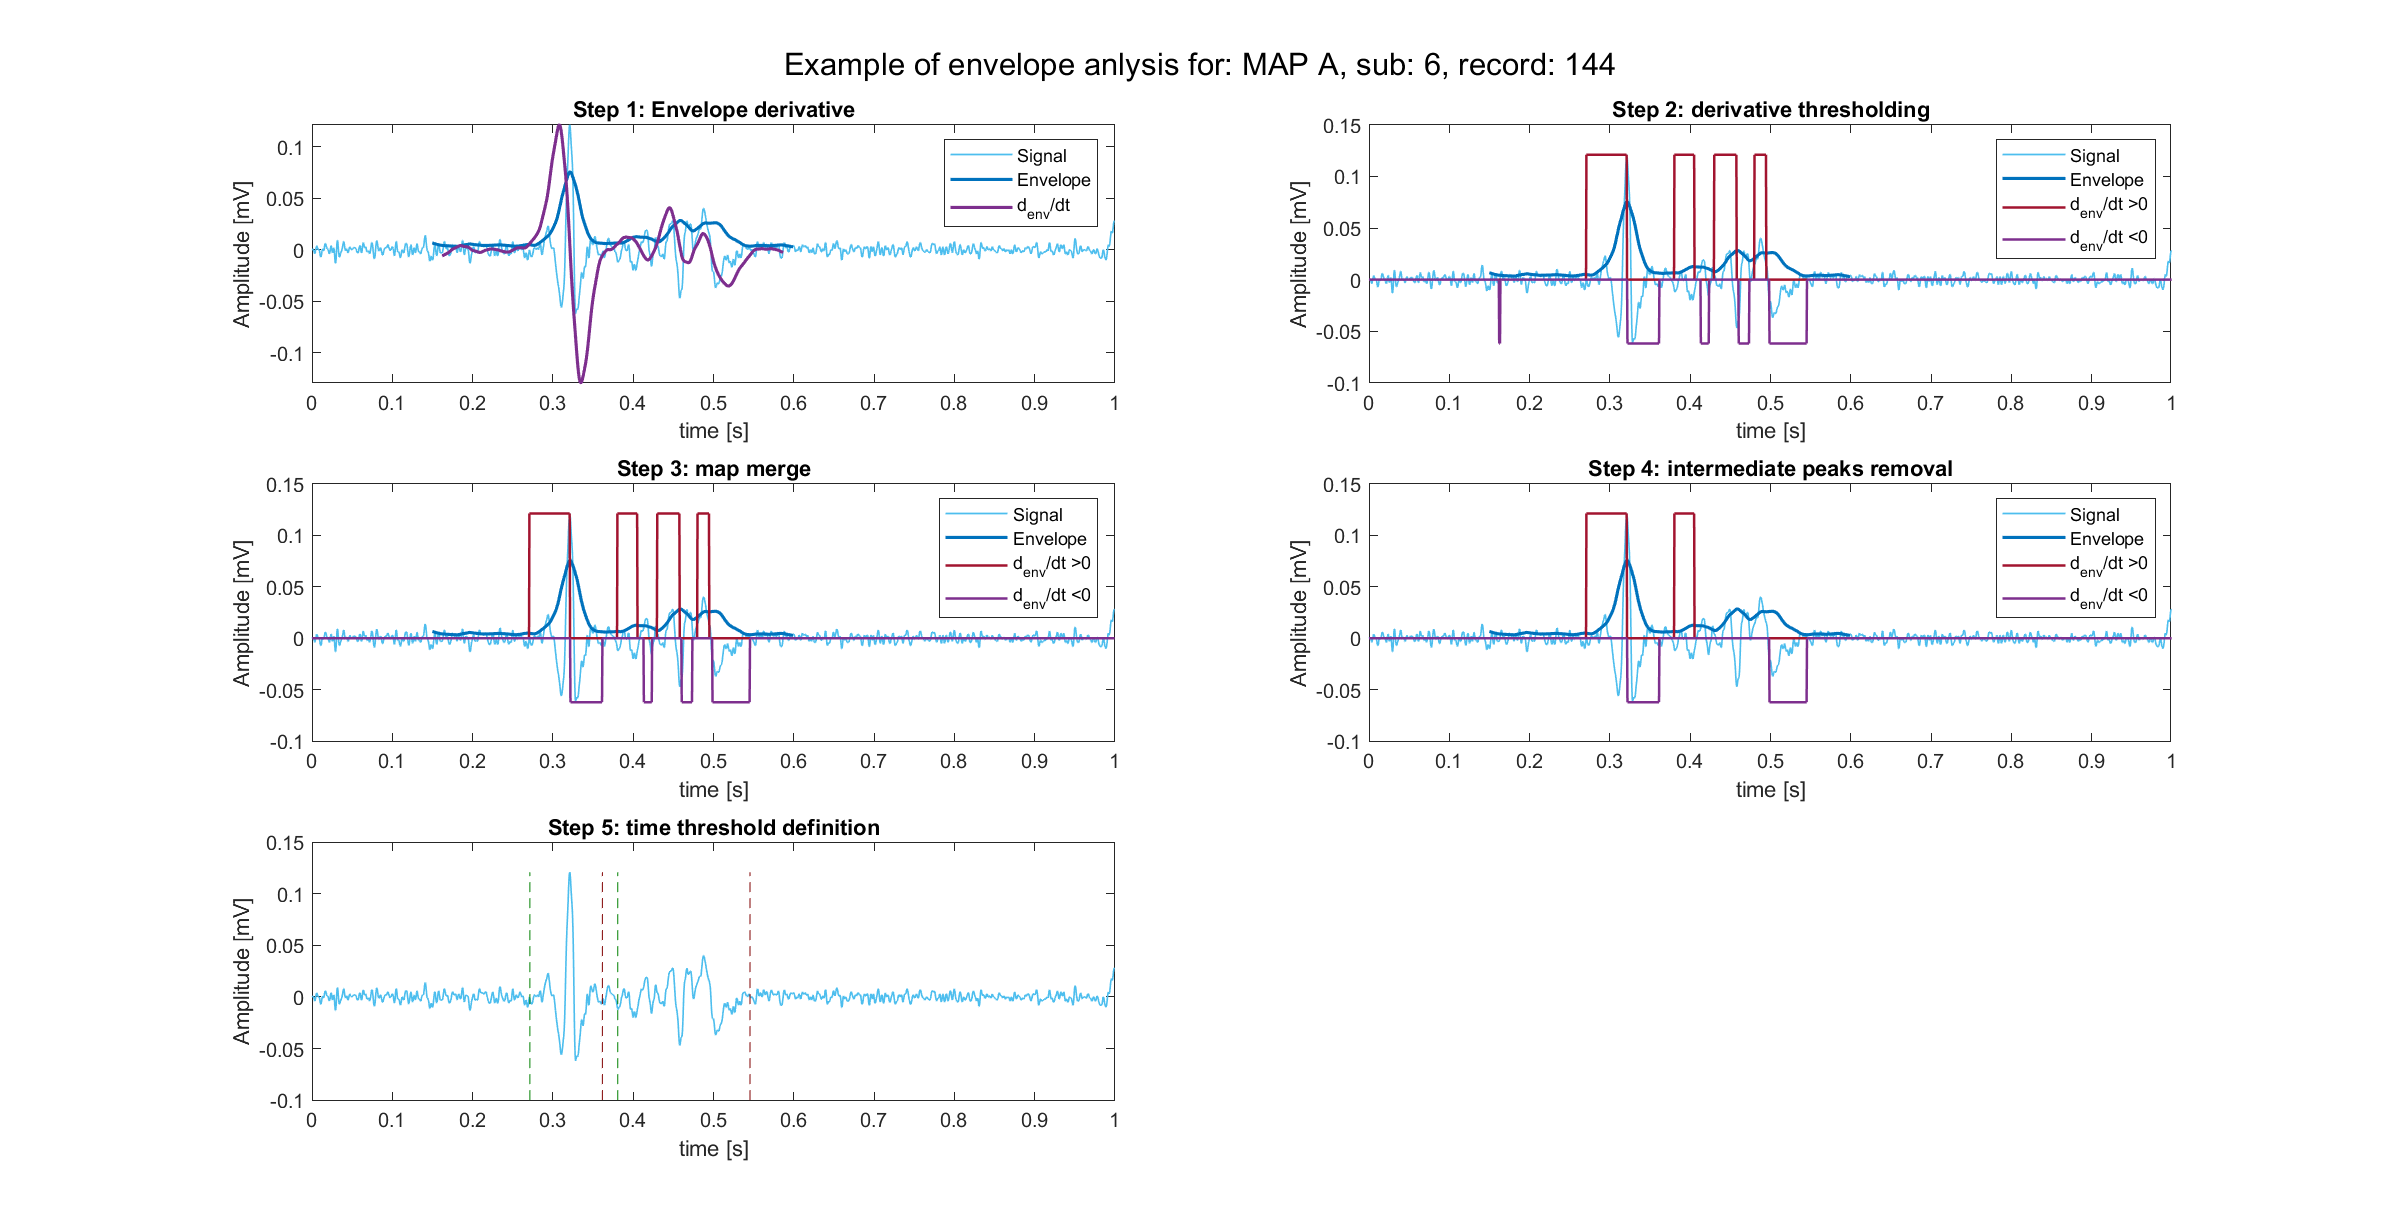 Example of envelope anlysis for: MAP A, sub: 6, record: 144
Step 1: Envelope derivative
Amplitude [mV]
0.1
0.05
0
-0.05
-0.1
0 0.1 0.2 0.3 0.4 0.5 0.6 0.7 0.8 0.9 1
time [s]
Signal
Envelope
d_env/dt
Step 2: derivative thresholding
Amplitude [mV]
0.15
0.1
0.05
0
-0.05
-0.1
0 0.1 0.2 0.3 0.4 0.5 0.6 0.7 0.8 0.9 1
time [s]
Signal
Envelope
d_env/dt >0
d_env/dt <0
Step 3: map merge
Amplitude [mV]
0.15
0.1
0.05
0
-0.05
-0.1
0 0.1 0.2 0.3 0.4 0.5 0.6 0.7 0.8 0.9 1
time [s]
Signal
Envelope
d_env/dt >0
d_env/dt <0
Step 4: intermediate peaks removal
Amplitude [mV]
0.15
0.1
0.05
0
-0.05
-0.1
0 0.1 0.2 0.3 0.4 0.5 0.6 0.7 0.8 0.9 1
time [s]
Signal
Envelope
d_env/dt >0
d_env/dt <0
Step 5: time threshold definition
Amplitude [mV]
0.15
0.1
0.05
0
-0.05
-0.1
0 0.1 0.2 0.3 0.4 0.5 0.6 0.7 0.8 0.9 1
time [s]